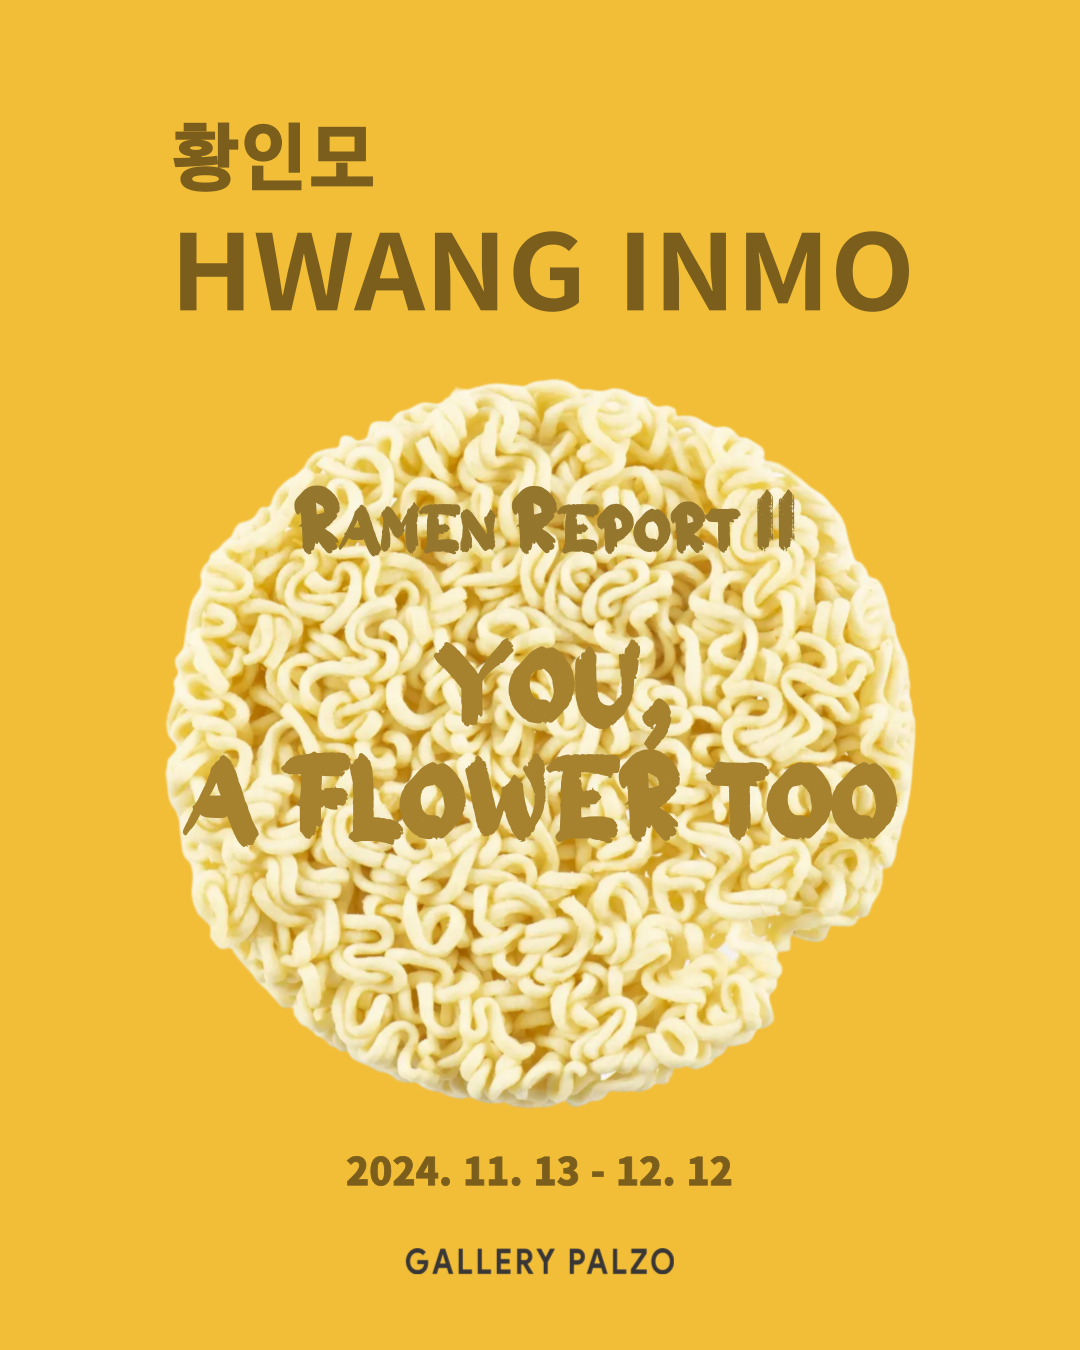 황인모
HWANG INMO
RAMEN REPORT II
YOU,
A FLOWER TOO
2024. 11. 13 - 12. 12
GALLERY PALZO